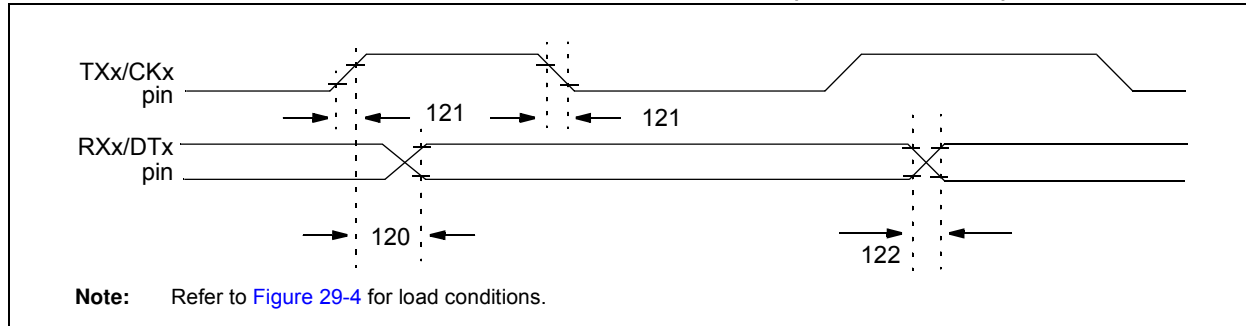 TXx/CKx
pin
121
121
RXx/DTx
pin
120
122
Note: Refer to Figure 29-4 for load conditions.